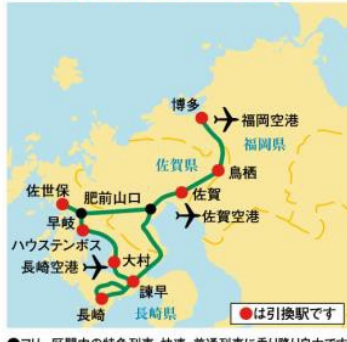 博多
福岡空港
福岡県
佐賀県
鳥栖
佐世保
肥前山口
佐賀
早岐
佐賀空港
ハウステンボス
長崎空港
大村
諫早
長崎
長崎県
●は引換駅です